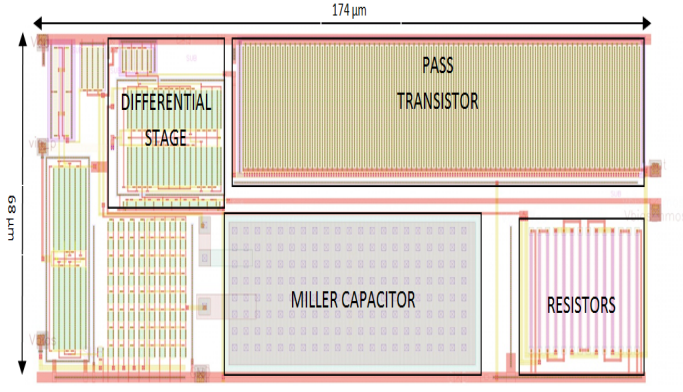 174 µm
PASS
TRANSISTOR
DIFFERENTIAL
STAGE
68 µm
MILLER CAPACITOR
RESISTORS